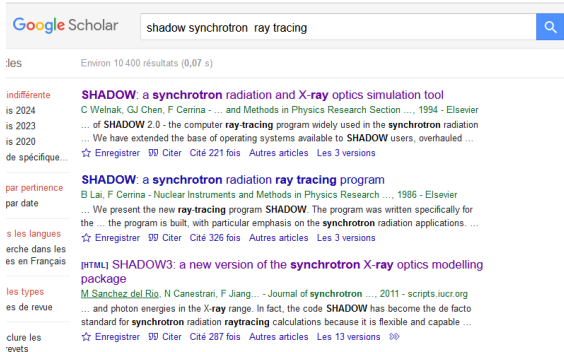 Google Scholar
shadow synchrotron ray tracing
cles
Environ 10 400 résultats (0,07 s)
indifférente
is 2024
is 2023
is 2020
de spécifique...
par pertinence
par date
s les langues
erche dans les
es en Français
les types
es de revue
clure les
revets
SHADOW: a synchrotron radiation and X-ray optics simulation tool
C Welnak, GJ Chen, F Cerrina - ... and Methods in Physics Research Section ..., 1994 - Elsevier
... of SHADOW 2.0 - the computer ray-tracing program widely used in the synchrotron radiation
... We have extended the base of operating systems available to SHADOW users, overhauled ...
☆ Enregistrer 99 Citer Cité 221 fois Autres articles Les 3 versions
SHADOW: a synchrotron radiation ray tracing program
B Lai, F Cerrina - Nuclear Instruments and Methods in Physics Research ..., 1986 - Elsevier
... We present the new ray-tracing program SHADOW. The program was written specifically for
the ... the program is built, with particular emphasis on the synchrotron radiation applications. ...
☆ Enregistrer 99 Citer Cité 326 fois Autres articles Les 3 versions
[HTML] SHADOW3: a new version of the synchrotron X-ray optics modelling
package
M Sanchez del Rio, N Canestrari, F Jiang... - Journal of synchrotron ..., 2011 - scripts.iucr.org
... and photon energies in the X-ray range. In fact, the code SHADOW has become the de facto
standard for synchrotron radiation raytracing calculations because it is flexible and capable ...
☆ Enregistrer 99 Citer Cité 287 fois Autres articles Les 13 versions